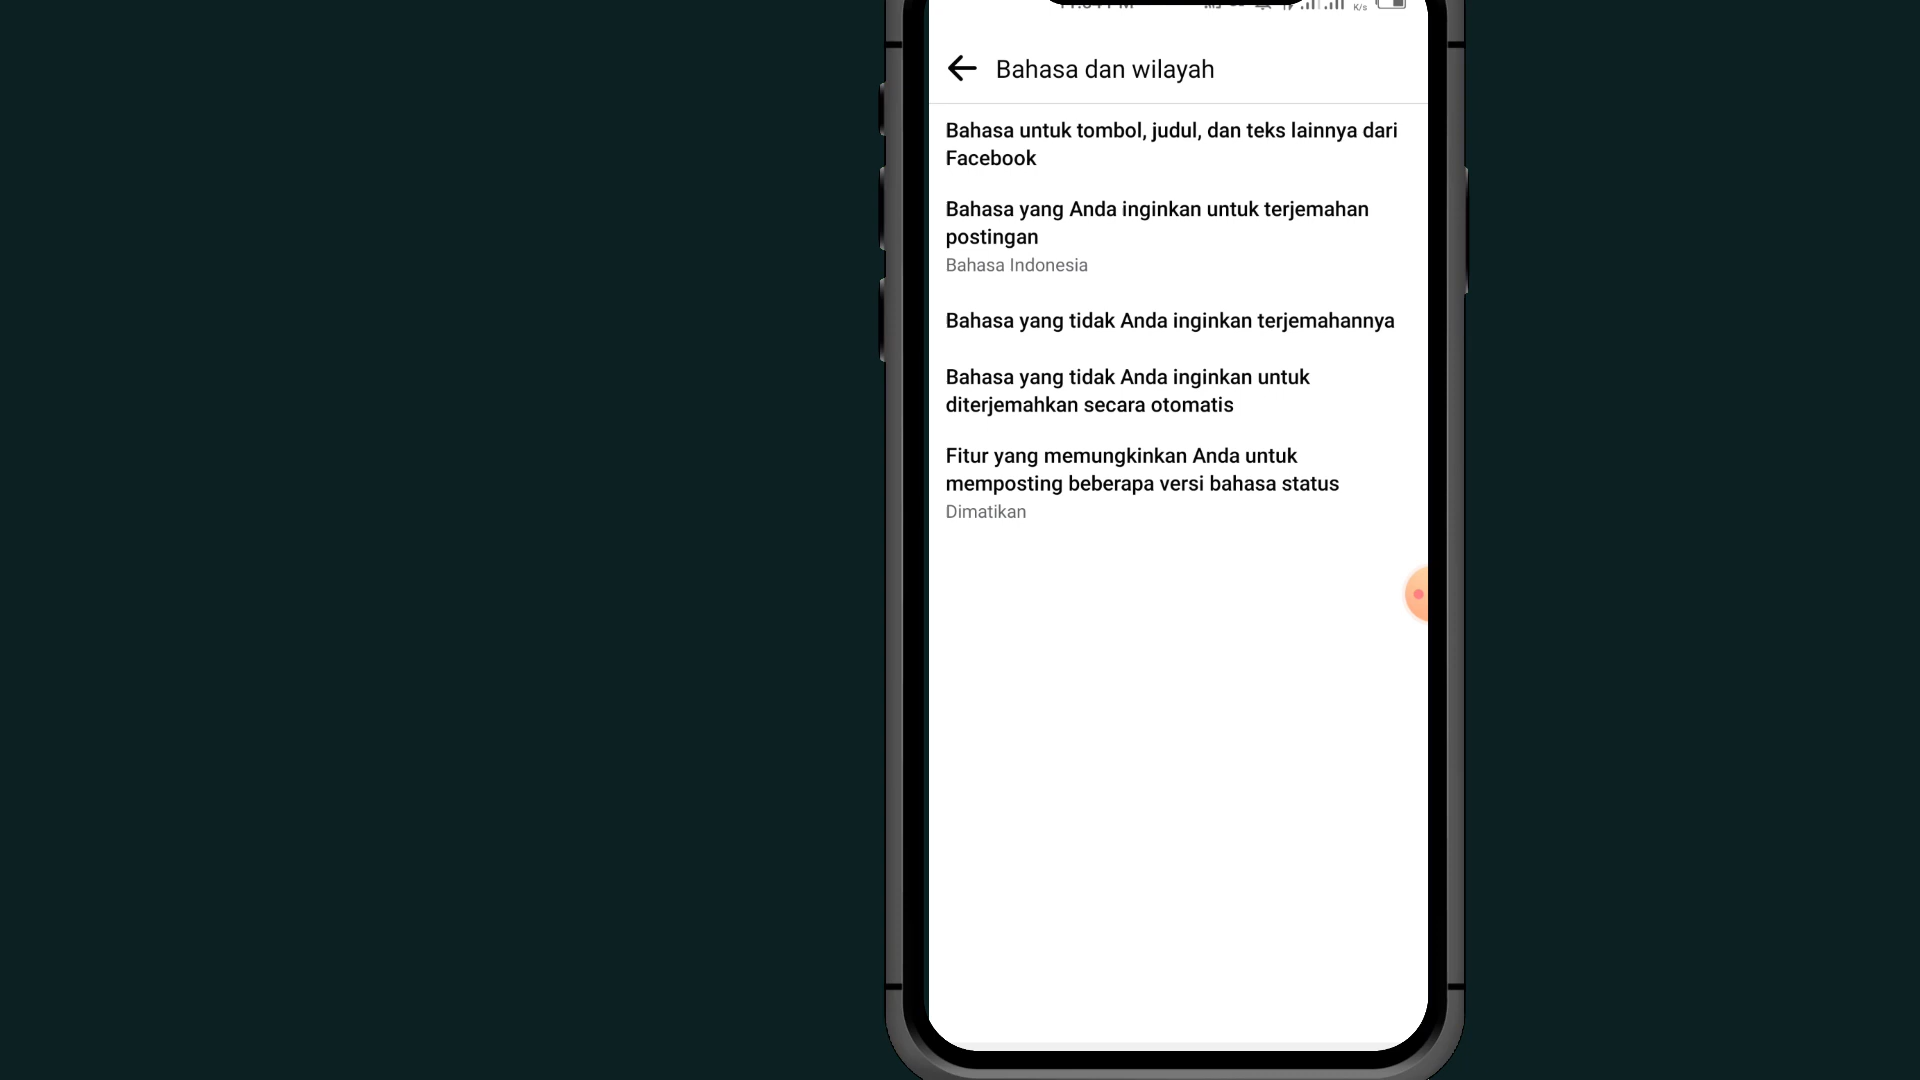 Bahasa dan wilayah
Bahasa untuk tombol, judul, dan teks lainnya dari
Facebook
Bahasa yang Anda inginkan untuk terjemahan
postingan
Bahasa Indonesia
Bahasa yang tidak Anda inginkan terjemahannya
Bahasa yang tidak Anda inginkan untuk
diterjemahkan secara otomatis
Fitur yang memungkinkan Anda untuk
memposting beberapa versi bahasa status
Dimatikan